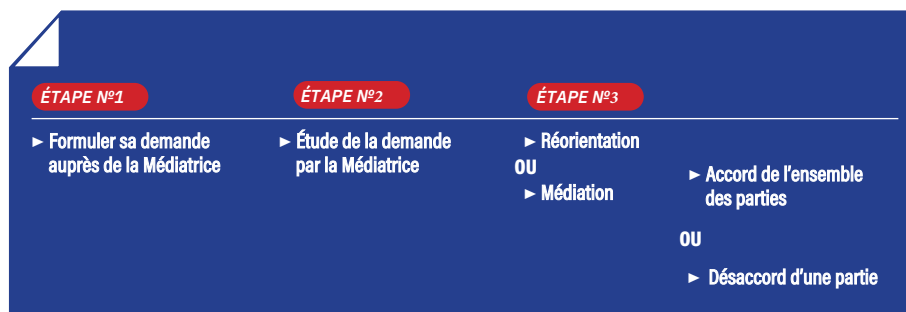 ÉTAPE Nº1
► Formuler sa demande
auprès de la Médiatrice
ÉTAPE Nº2
► Étude de la demande
par la Médiatrice
ÉTAPE Nº3
► Réorientation
OU
► Médiation
► Accord de l'ensemble
des parties
OU
► Désaccord d'une partie